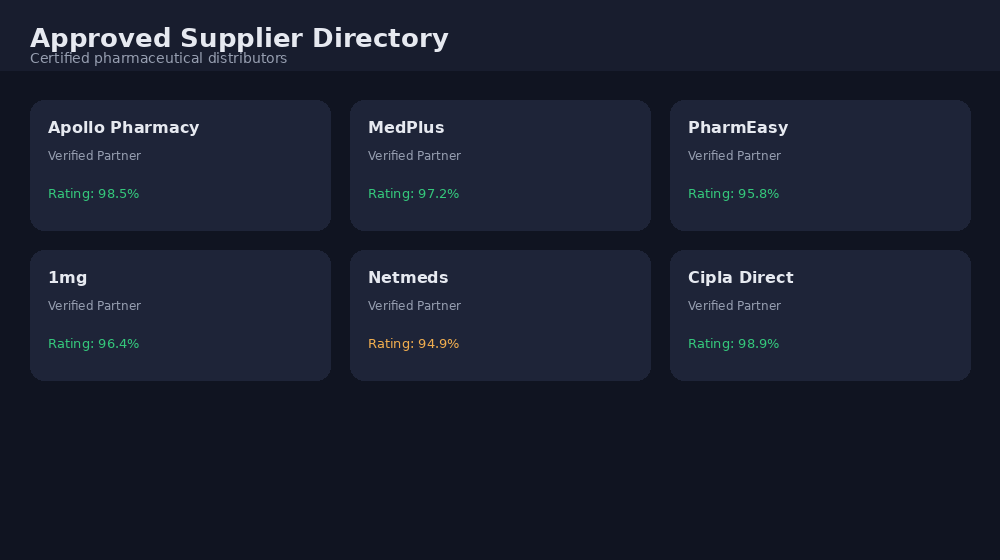 Approved Supplier Directory
Certified pharmaceutical distributors
Apollo Pharmacy
Verified Partner
Rating: 98.5%
MedPlus
Verified Partner
Rating: 97.2%
PharmEasy
Verified Partner
Rating: 95.8%
1mg
Verified Partner
Rating: 96.4%
Netmeds
Verified Partner
Rating: 94.9%
Cipla Direct
Verified Partner
Rating: 98.9%